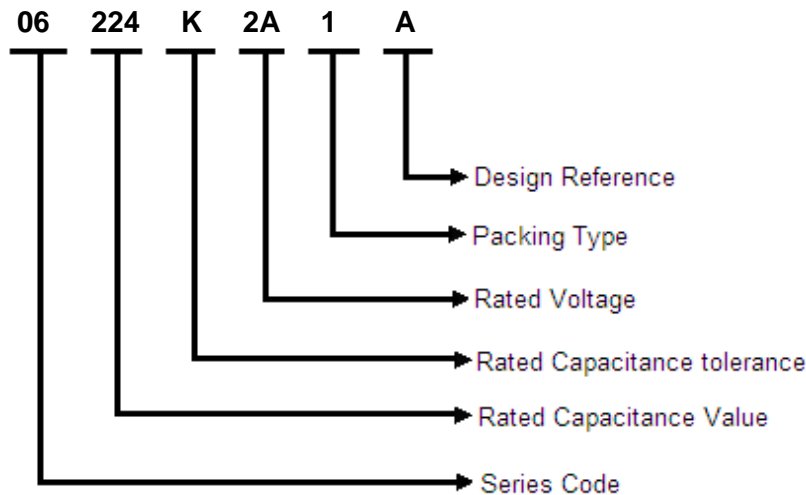 06 224 K 2A 1 A
Design Reference
Packing Type
Rated Voltage
Rated Capacitance tolerance
Rated Capacitance Value
Series Code